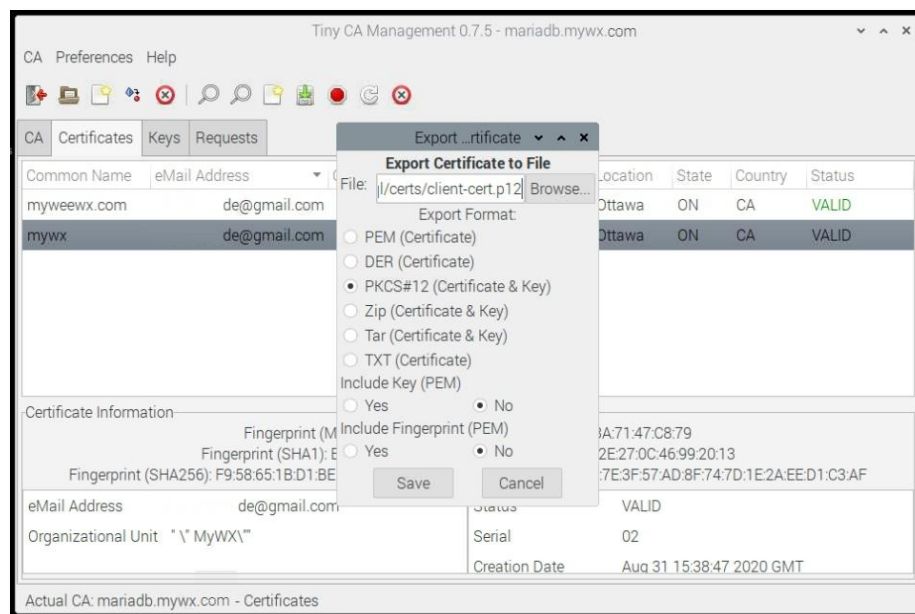 Tiny CA Management 0.7.5 - mariadb.mywx.com
CA Preferences Help
CA Certificates Keys Requests
Common Name eMail Address Location State Country Status
myweewx.com de@gmail.com Ottawa ON CA VALID
mywx de@gmail.com Ottawa ON CA VALID
Export ...rtificate
Export Certificate to File
File: l/certs/client-cert.p12 Browse...
Export Format:
PEM (Certificate)
DER (Certificate)
PKCS#12 (Certificate & Key)
Zip (Certificate & Key)
Tar (Certificate & Key)
TXT (Certificate)
Include Key (PEM)
Yes No
Include Fingerprint (PEM)
Yes No
Save Cancel
Certificate Information
Fingerprint (M 3A:71:47:C8:79
Fingerprint (SHA1): E 2E:27:0C:46:99:20:13
Fingerprint (SHA256): F9:58:65:1B:D1:BE :7E:3F:57:AD:8F:74:7D:1E:2A:EE:D1:C3:AF
eMail Address de@gmail.com Status VALID
Organizational Unit " \" MyWX\"" Serial 02
Creation Date Aug 31 15:38:47 2020 GMT
Actual CA: mariadb.mywx.com - Certificates